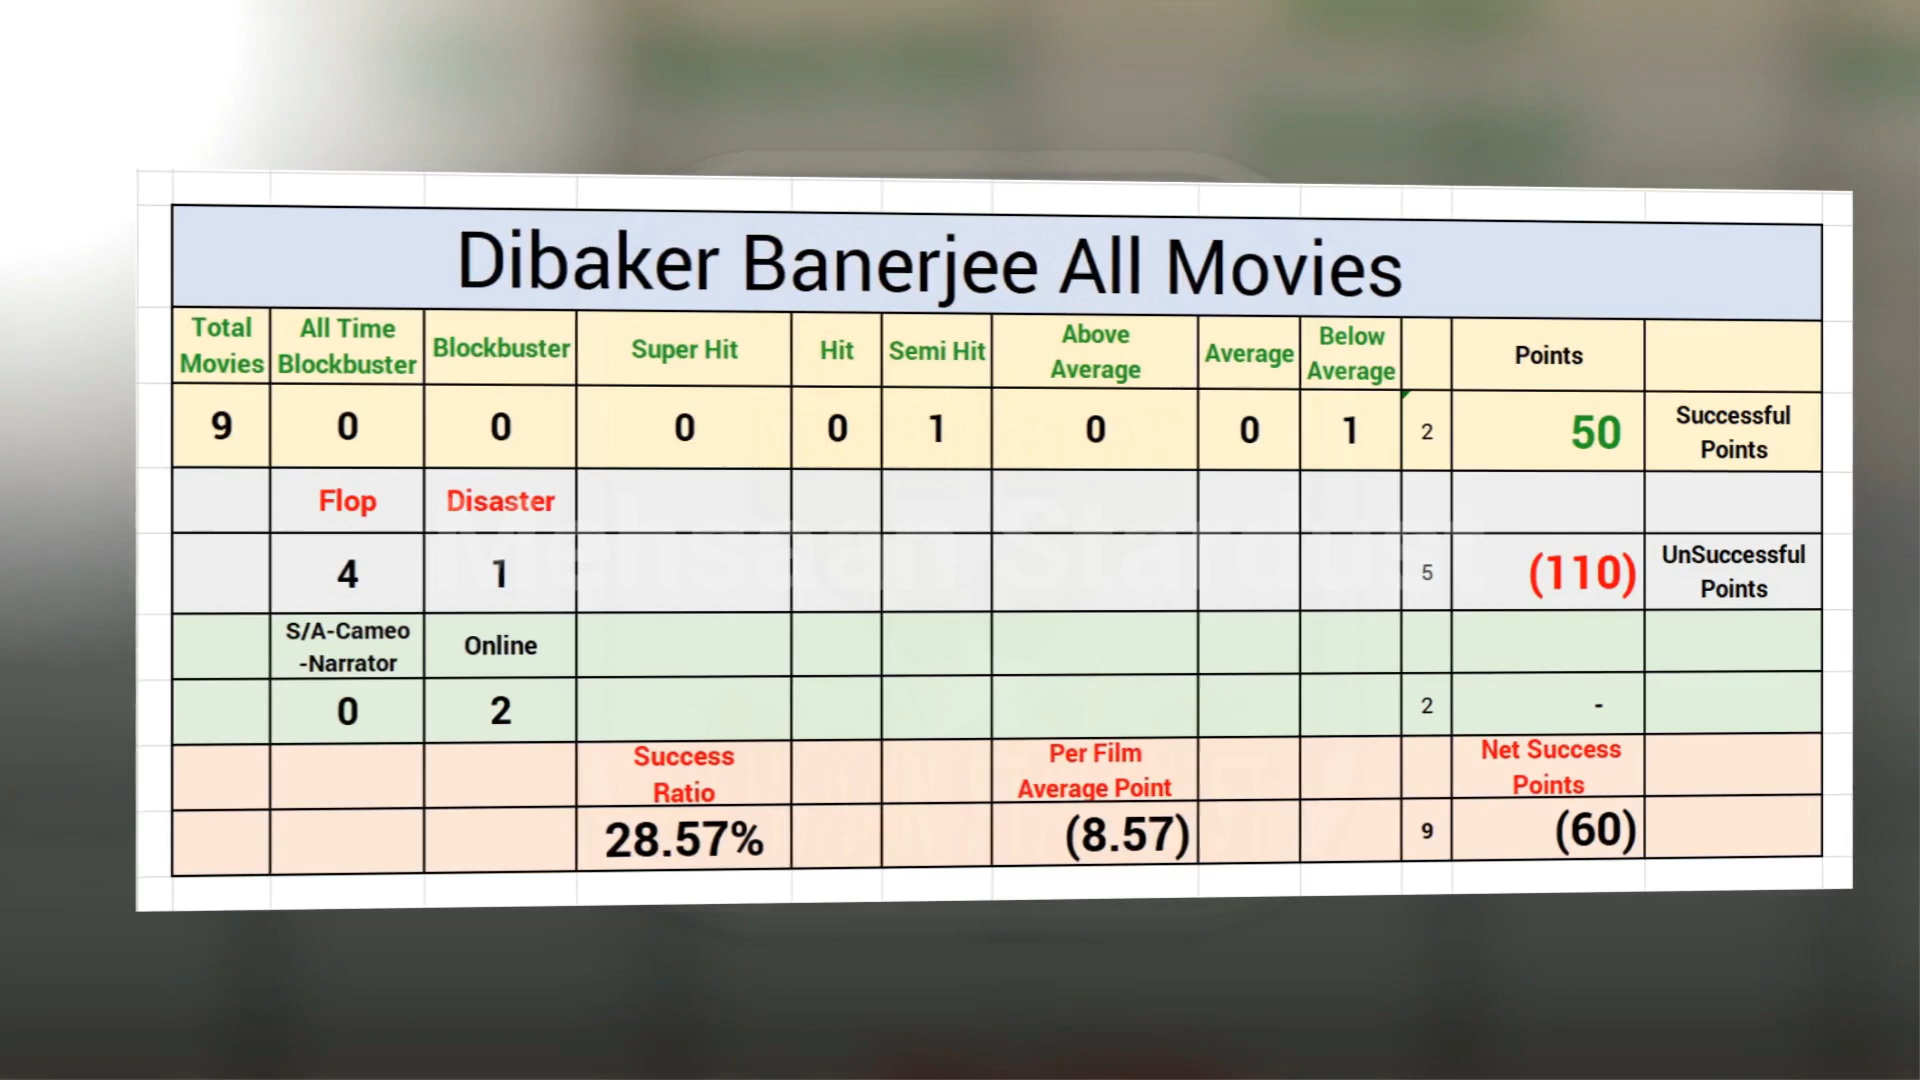 Dibaker Banerjee All Movies
Total Movies All Time Blockbuster Blockbuster Super Hit Hit Semi Hit Above Average Average Below Average Points
9 0 0 0 0 1 0 0 1 2 50 Successful Points
Flop Disaster
4 1 5 (110) UnSuccessful Points
S/A-Cameo -Narrator Online
0 2 2 -
Success Ratio Per Film Average Point Net Success Points
28.57% (8.57) 9 (60)
Mehsaan Stardust